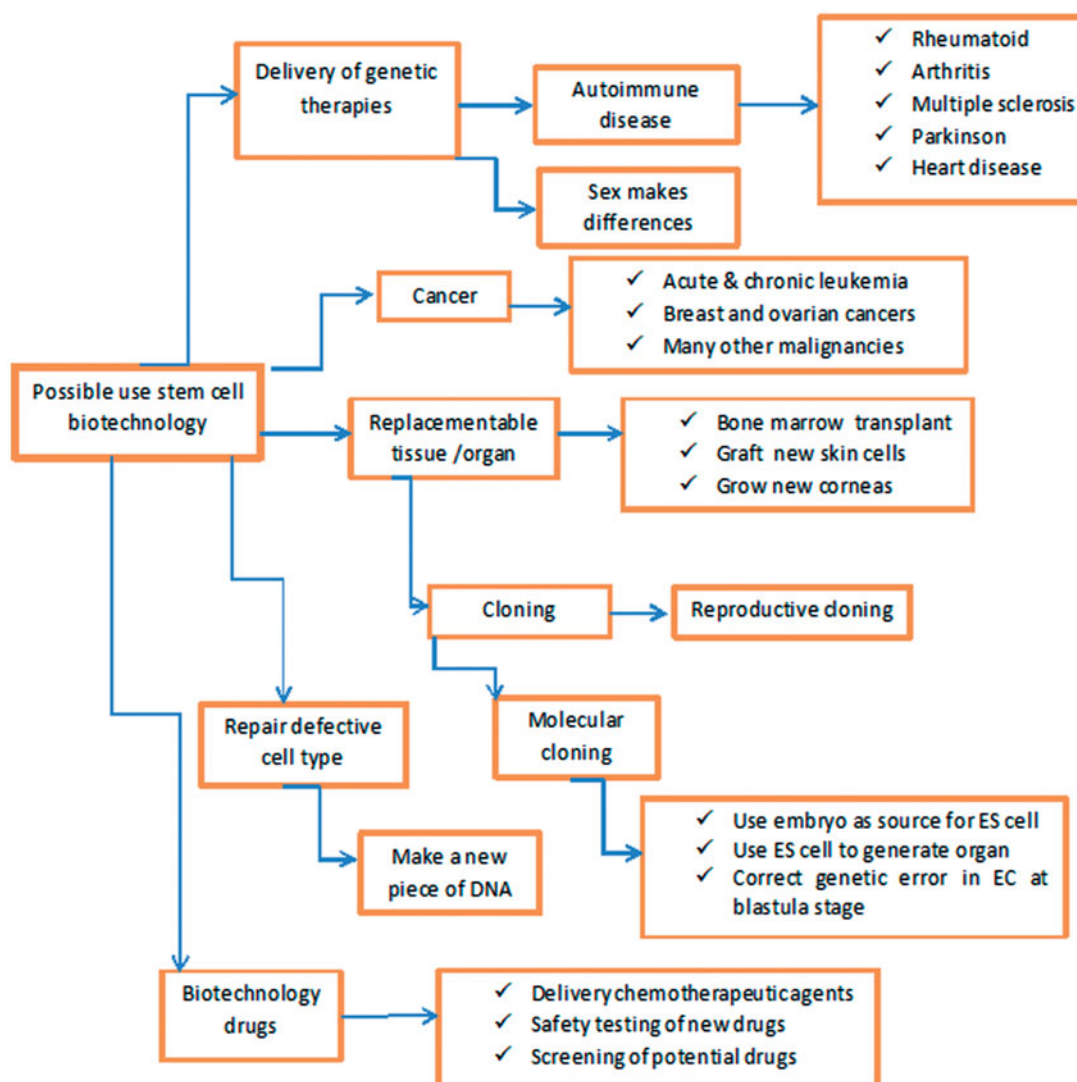 Delivery of genetic
therapies
Autoimmune
disease
✓ Rheumatoid
✓ Arthritis
✓ Multiple sclerosis
✓ Parkinson
✓ Heart disease
Sex makes
differences
Cancer
✓ Acute & chronic leukemia
✓ Breast and ovarian cancers
✓ Many other malignancies
Possible use stem cell
biotechnology
Replacementable
tissue /organ
✓ Bone marrow transplant
✓ Graft new skin cells
✓ Grow new corneas
Cloning
Reproductive cloning
Repair defective
cell type
Molecular
cloning
✓ Use embryo as source for ES cell
✓ Use ES cell to generate organ
✓ Correct genetic error in EC at
blastula stage
Make a new
piece of DNA
Biotechnology
drugs
✓ Delivery chemotherapeutic agents
✓ Safety testing of new drugs
✓ Screening of potential drugs